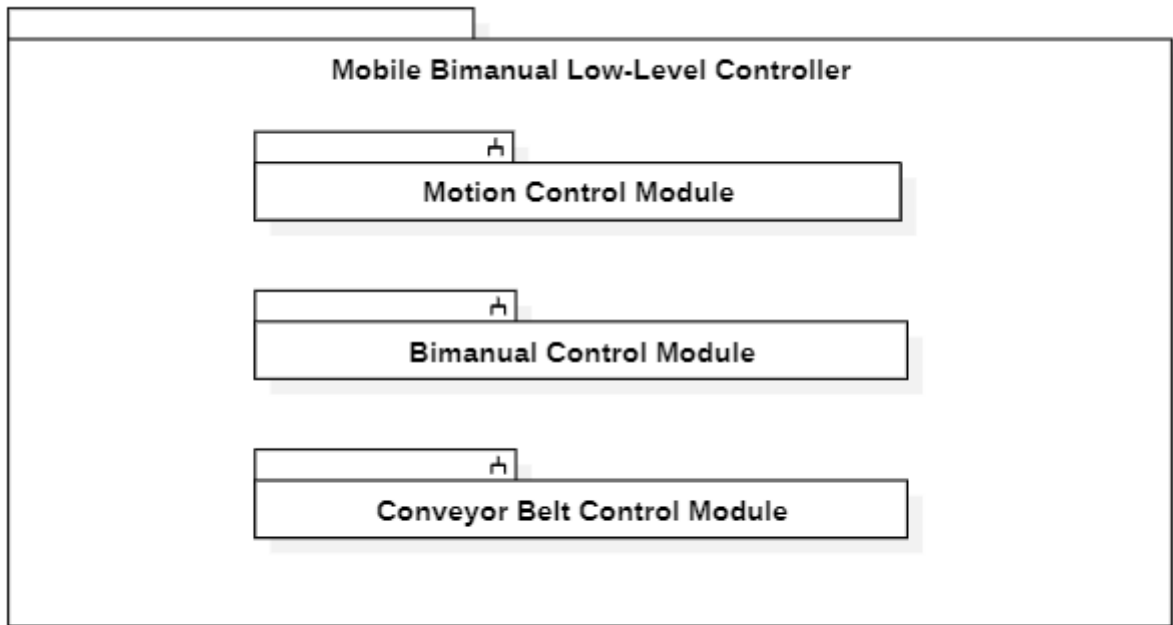 Mobile Bimanual Low-Level Controller
Motion Control Module
Bimanual Control Module
Conveyor Belt Control Module